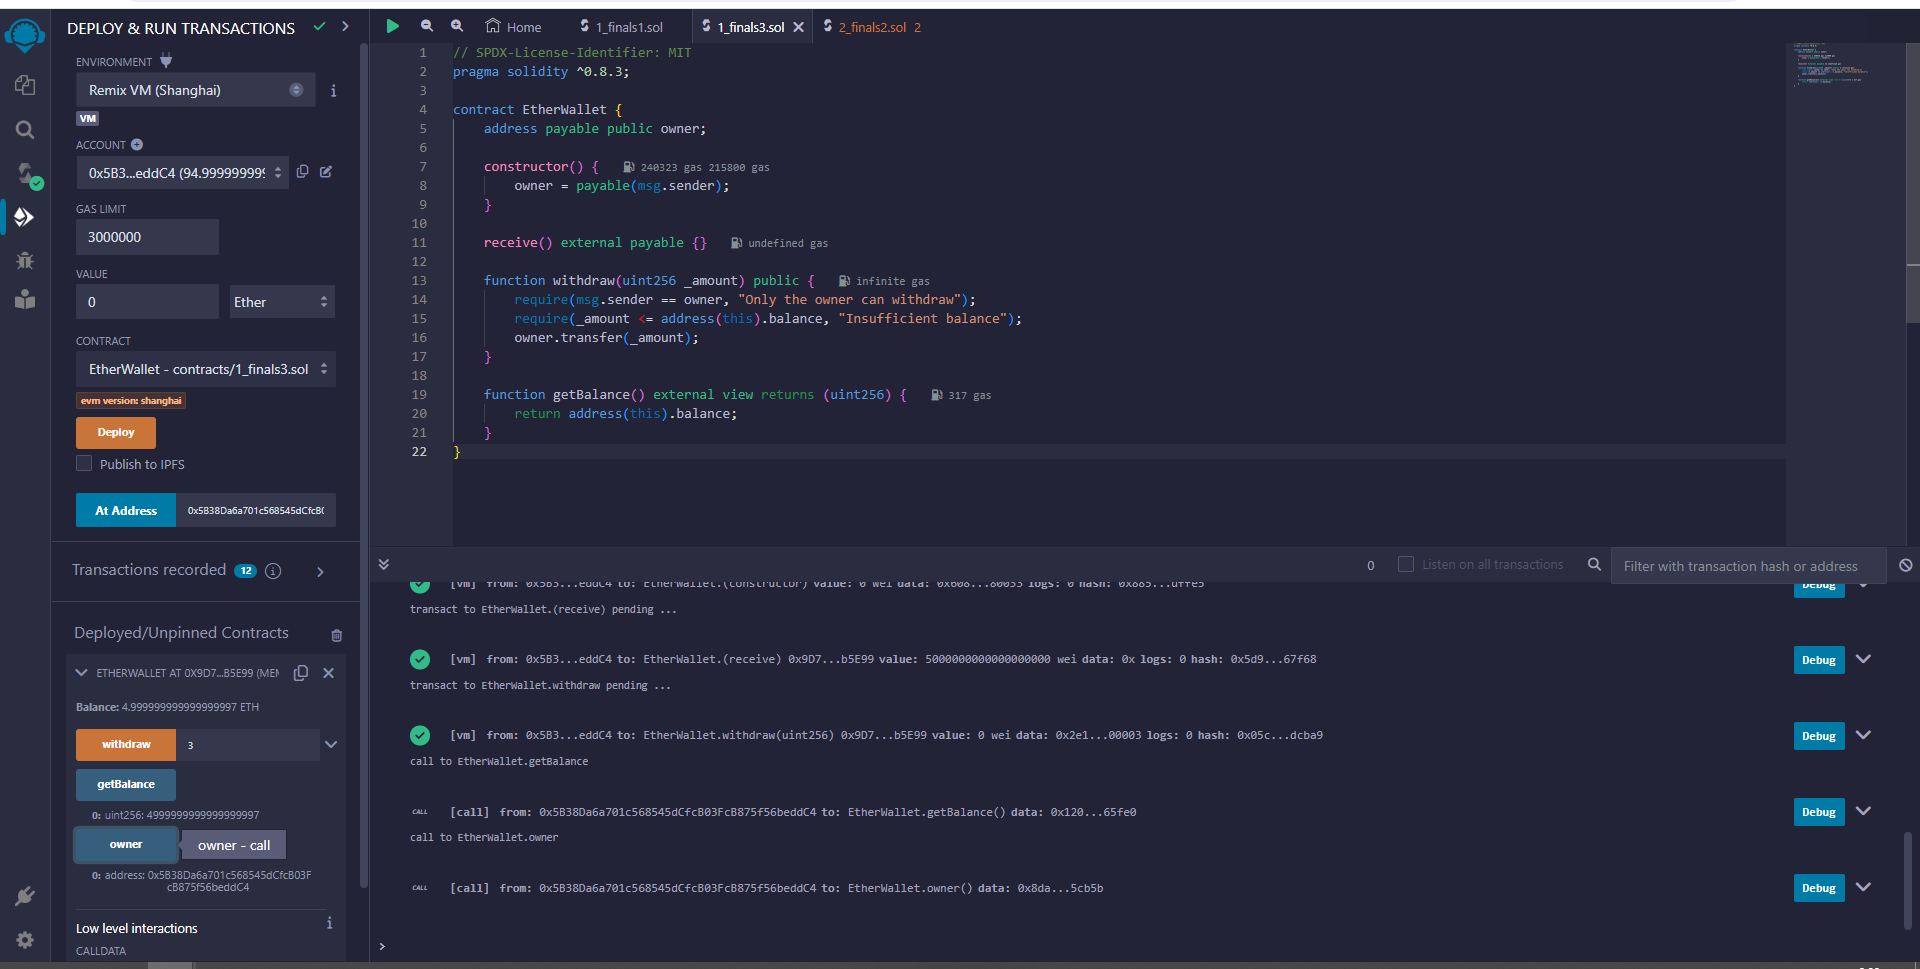 DEPLOY & RUN TRANSACTIONS
ENVIRONMENT
Remix VM (Shanghai)
VM
ACCOUNT
0x5B3...eddC4 (94.9999999999
GAS LIMIT
3000000
VALUE
0
Ether
CONTRACT
EtherWallet - contracts/1_finals3.sol
evm version: shanghai
Deploy
Publish to IPFS
At Address
0x5B38Da6a701c568545dCfcB0
Transactions recorded 12
Deployed/Unpinned Contracts
ETHERWALLET AT 0X9D7...B5E99 (MEM
Balance: 4.999999999999999997 ETH
withdraw
3
getBalance
0: uint256: 4999999999999999997
owner
owner - call
0: address: 0x5B38Da6a701c568545dCfcB03F
cB875f56beddC4
Low level interactions
CALLDATA
Home
1_finals1.sol
1_finals3.sol
2_finals2.sol 2
1 // SPDX-License-Identifier: MIT
2 pragma solidity ^0.8.3;
3
4 contract EtherWallet {
5 address payable public owner;
6
7 constructor() { 240323 gas 215800 gas
8 owner = payable(msg.sender);
9 }
10
11 receive() external payable {} undefined gas
12
13 function withdraw(uint256 _amount) public { infinite gas
14 require(msg.sender == owner, "Only the owner can withdraw");
15 require(_amount <= address(this).balance, "Insufficient balance");
16 owner.transfer(_amount);
17 }
18
19 function getBalance() external view returns (uint256) { 317 gas
20 return address(this).balance;
21 }
22 }
0
Listen on all transactions
Filter with transaction hash or address
[vm] from: 0x5B3...eddC4 to: EtherWallet.(constructor) value: 0 wei data: 0x608...80033 logs: 0 hash: 0x885...dffe5
Debug
transact to EtherWallet.(receive) pending ...
[vm] from: 0x5B3...eddC4 to: EtherWallet.(receive) 0x9D7...b5E99 value: 5000000000000000000 wei data: 0x logs: 0 hash: 0x5d9...67f68
Debug
transact to EtherWallet.withdraw pending ...
[vm] from: 0x5B3...eddC4 to: EtherWallet.withdraw(uint256) 0x9D7...b5E99 value: 0 wei data: 0x2e1...00003 logs: 0 hash: 0x05c...dcba9
Debug
call to EtherWallet.getBalance
CALL [call] from: 0x5B38Da6a701c568545dCfcB03FcB875f56beddC4 to: EtherWallet.getBalance() data: 0x120...65fe0
Debug
call to EtherWallet.owner
CALL [call] from: 0x5B38Da6a701c568545dCfcB03FcB875f56beddC4 to: EtherWallet.owner() data: 0x8da...5cb5b
Debug
>